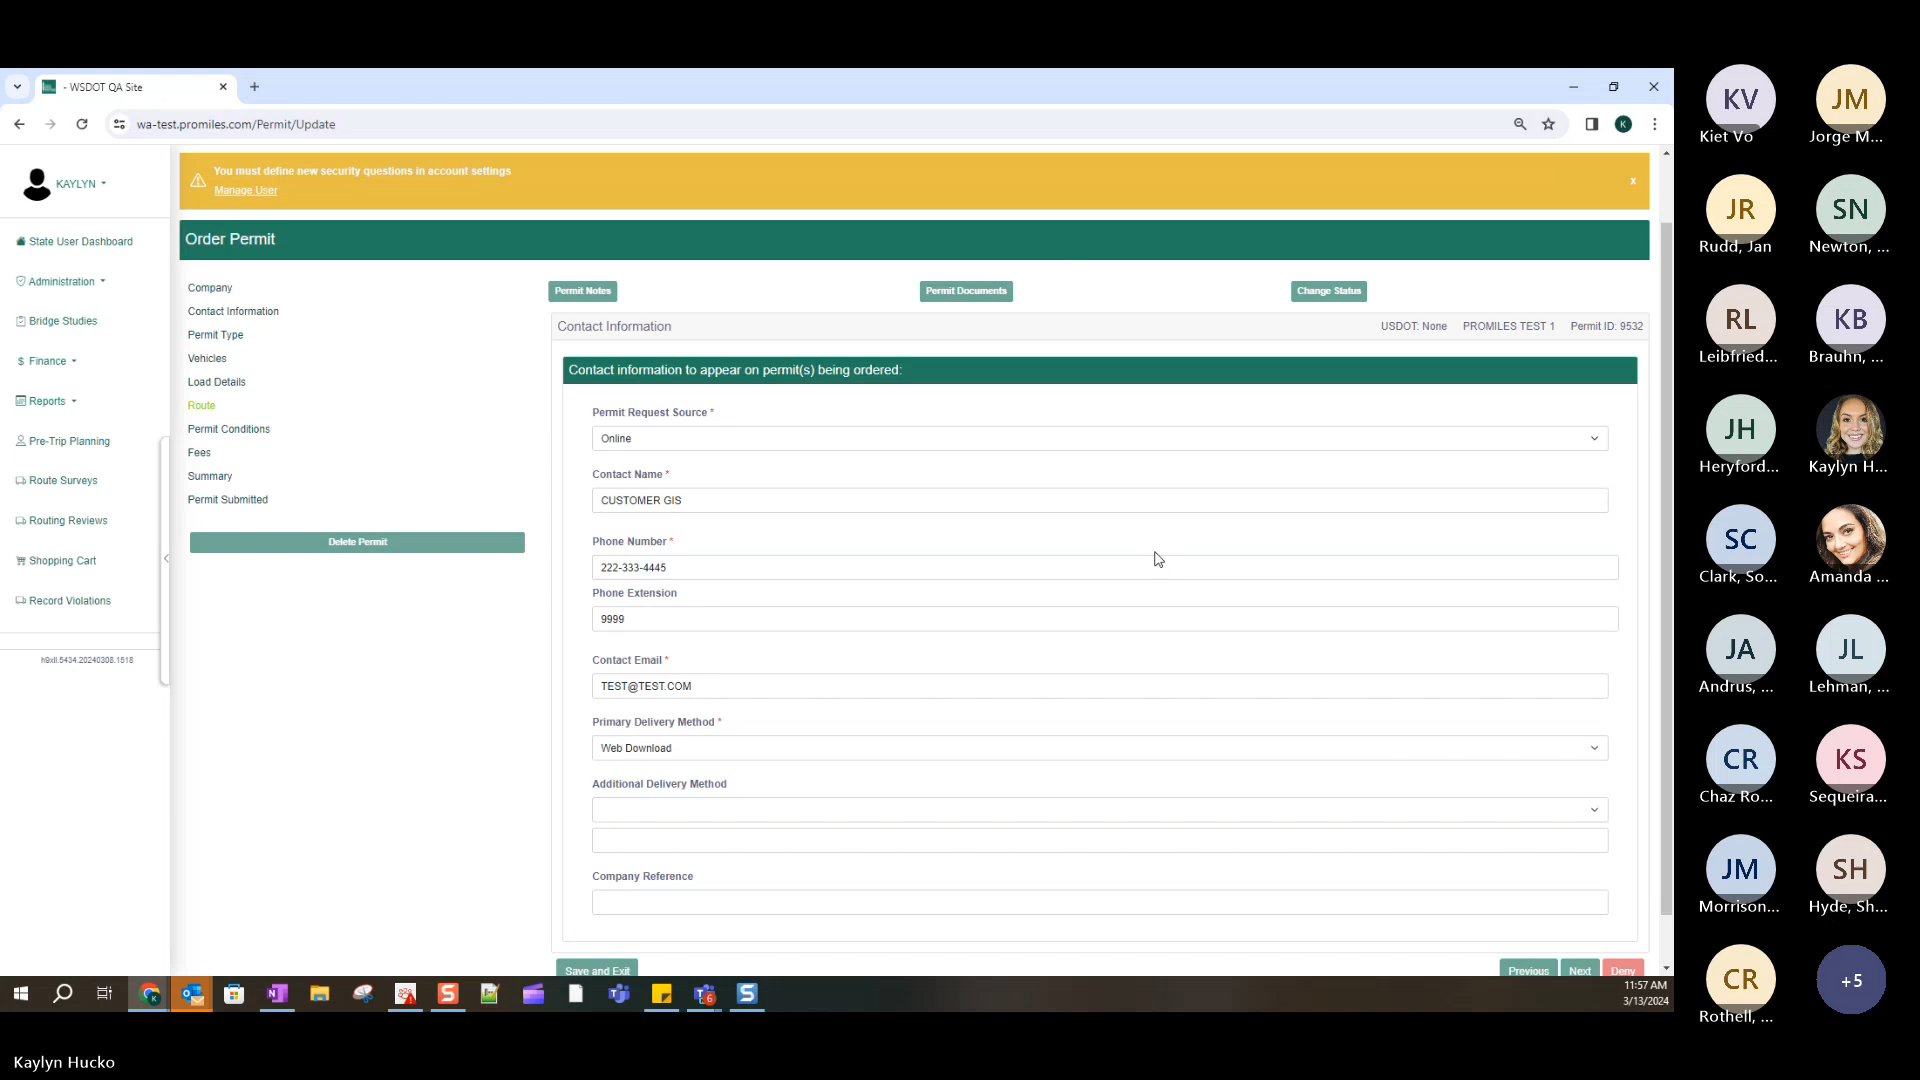 - WSDOT QA Site
wa-test.promiles.com/Permit/Update
K
KAYLYN
State User Dashboard
Administration
Bridge Studies
$ Finance
Reports
Pre-Trip Planning
Route Surveys
Routing Reviews
Shopping Cart
Record Violations
h9xll.5434.20240308.1518
You must define new security questions in account settings
Manage User
x
Order Permit
Company
Contact Information
Permit Type
Vehicles
Load Details
Route
Permit Conditions
Fees
Summary
Permit Submitted
Delete Permit
Permit Notes
Permit Documents
Change Status
Contact Information
USDOT: None PROMILES TEST 1 Permit ID: 9532
Contact information to appear on permit(s) being ordered:
Permit Request Source *
Online
Contact Name *
CUSTOMER GIS
Phone Number *
222-333-4445
Phone Extension
9999
Contact Email *
TEST@TEST.COM
Primary Delivery Method *
Web Download
Additional Delivery Method
Company Reference
Save and Exit
Previous
Next
Deny
11:57 AM
3/13/2024
KV
Kiet Vo
JM
Jorge M...
JR
Rudd, Jan
SN
Newton, ...
RL
Leibfried...
KB
Brauhn, ...
JH
Heryford...
Kaylyn H...
SC
Clark, So...
Amanda ...
JA
Andrus, ...
JL
Lehman, ...
CR
Chaz Ro...
KS
Sequeira...
JM
Morrison...
SH
Hyde, Sh...
CR
Rothell, ...
+5
Kaylyn Hucko